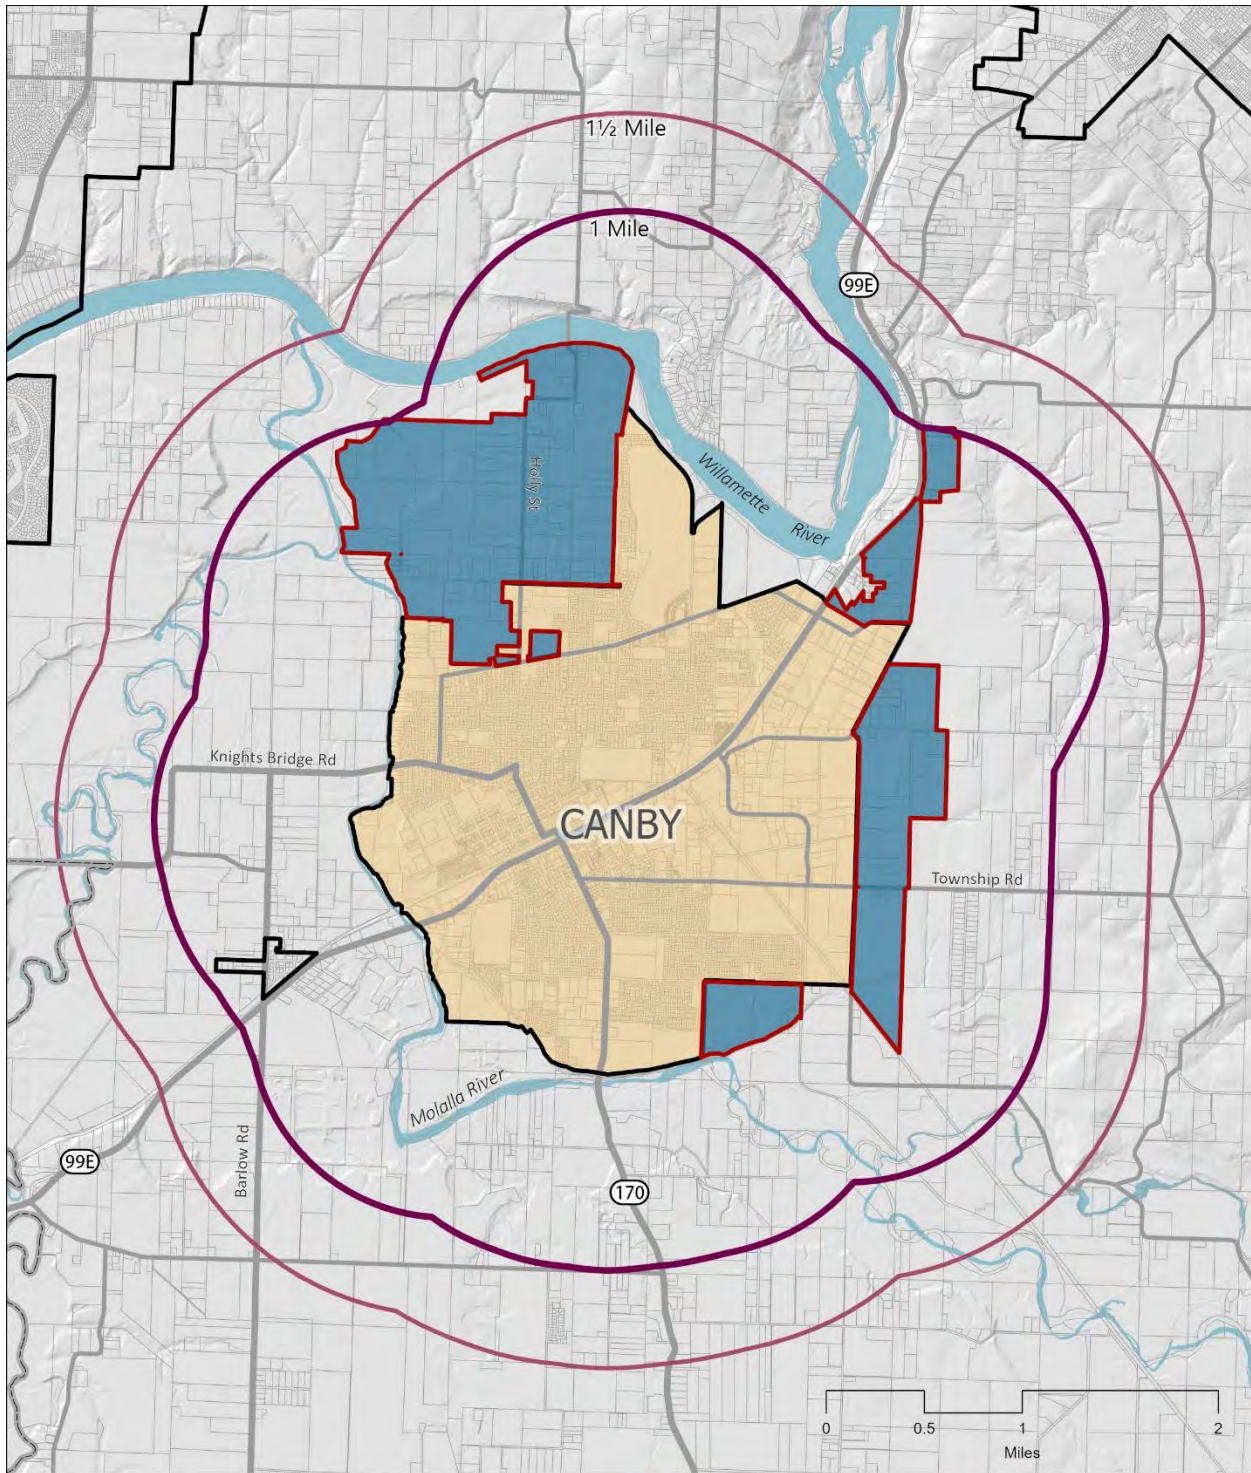 1½ Mile
1 Mile
99E
Holly St
Willamette
River
Knights Bridge Rd
CANBY
Township Rd
Molalla River
99E
Barlow Rd
170
0 0.5 1 2
Miles